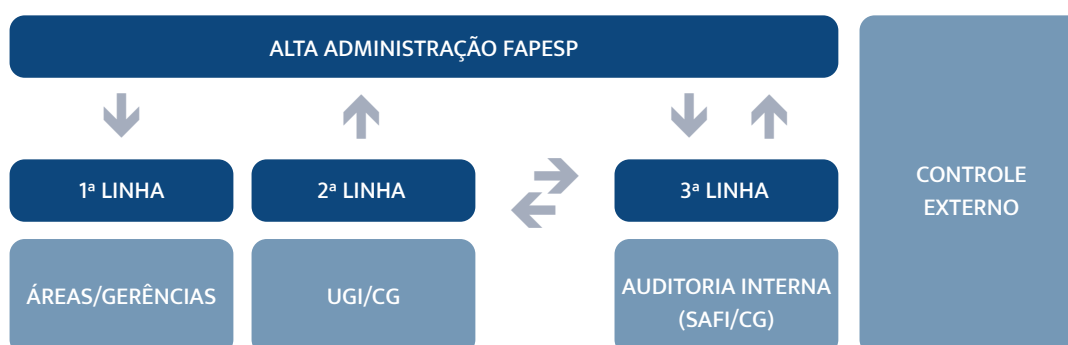 ALTA ADMINISTRAÇÃO FAPESP
1ª LINHA
2ª LINHA
3ª LINHA
CONTROLE
EXTERNO
ÁREAS/GERÊNCIAS
UGI/CG
AUDITORIA INTERNA
(SAFI/CG)